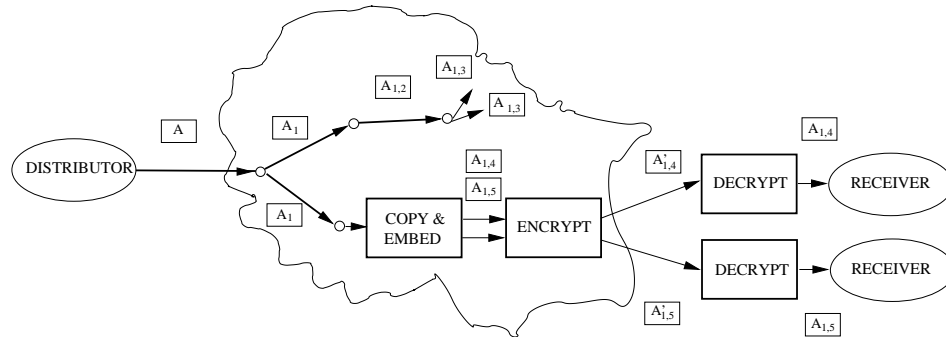 A₁,₃
A₁,₂
A₁,₃
A
A₁
A₁,₄
DISTRIBUTOR
A₁,₄
A'₁,₄
DECRYPT
RECEIVER
A₁,₅
A₁
COPY &
EMBED
ENCRYPT
DECRYPT
RECEIVER
A'₁,₅
A₁,₅